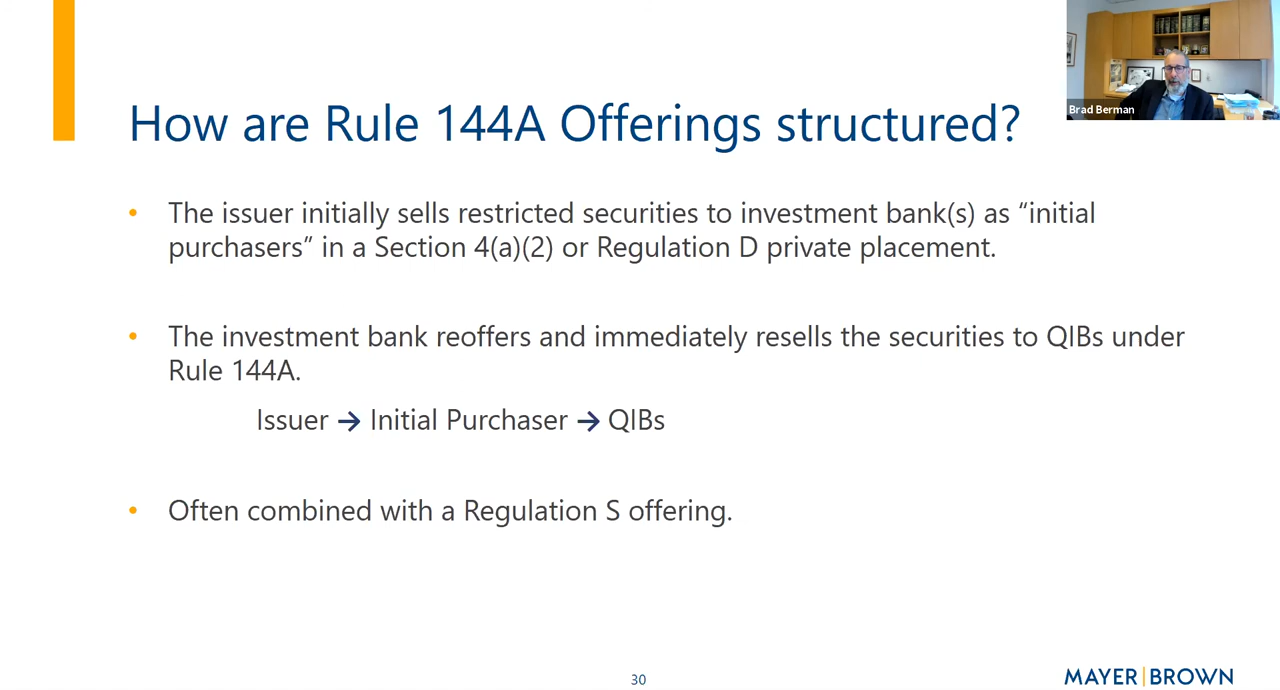 Brad Berman
How are Rule 144A Offerings structured?
• The issuer initially sells restricted securities to investment bank(s) as “initial
purchasers” in a Section 4(a)(2) or Regulation D private placement.
• The investment bank reoffers and immediately resells the securities to QIBs under
Rule 144A.
Issuer → Initial Purchaser → QIBs
• Often combined with a Regulation S offering.
30
MAYER|BROWN